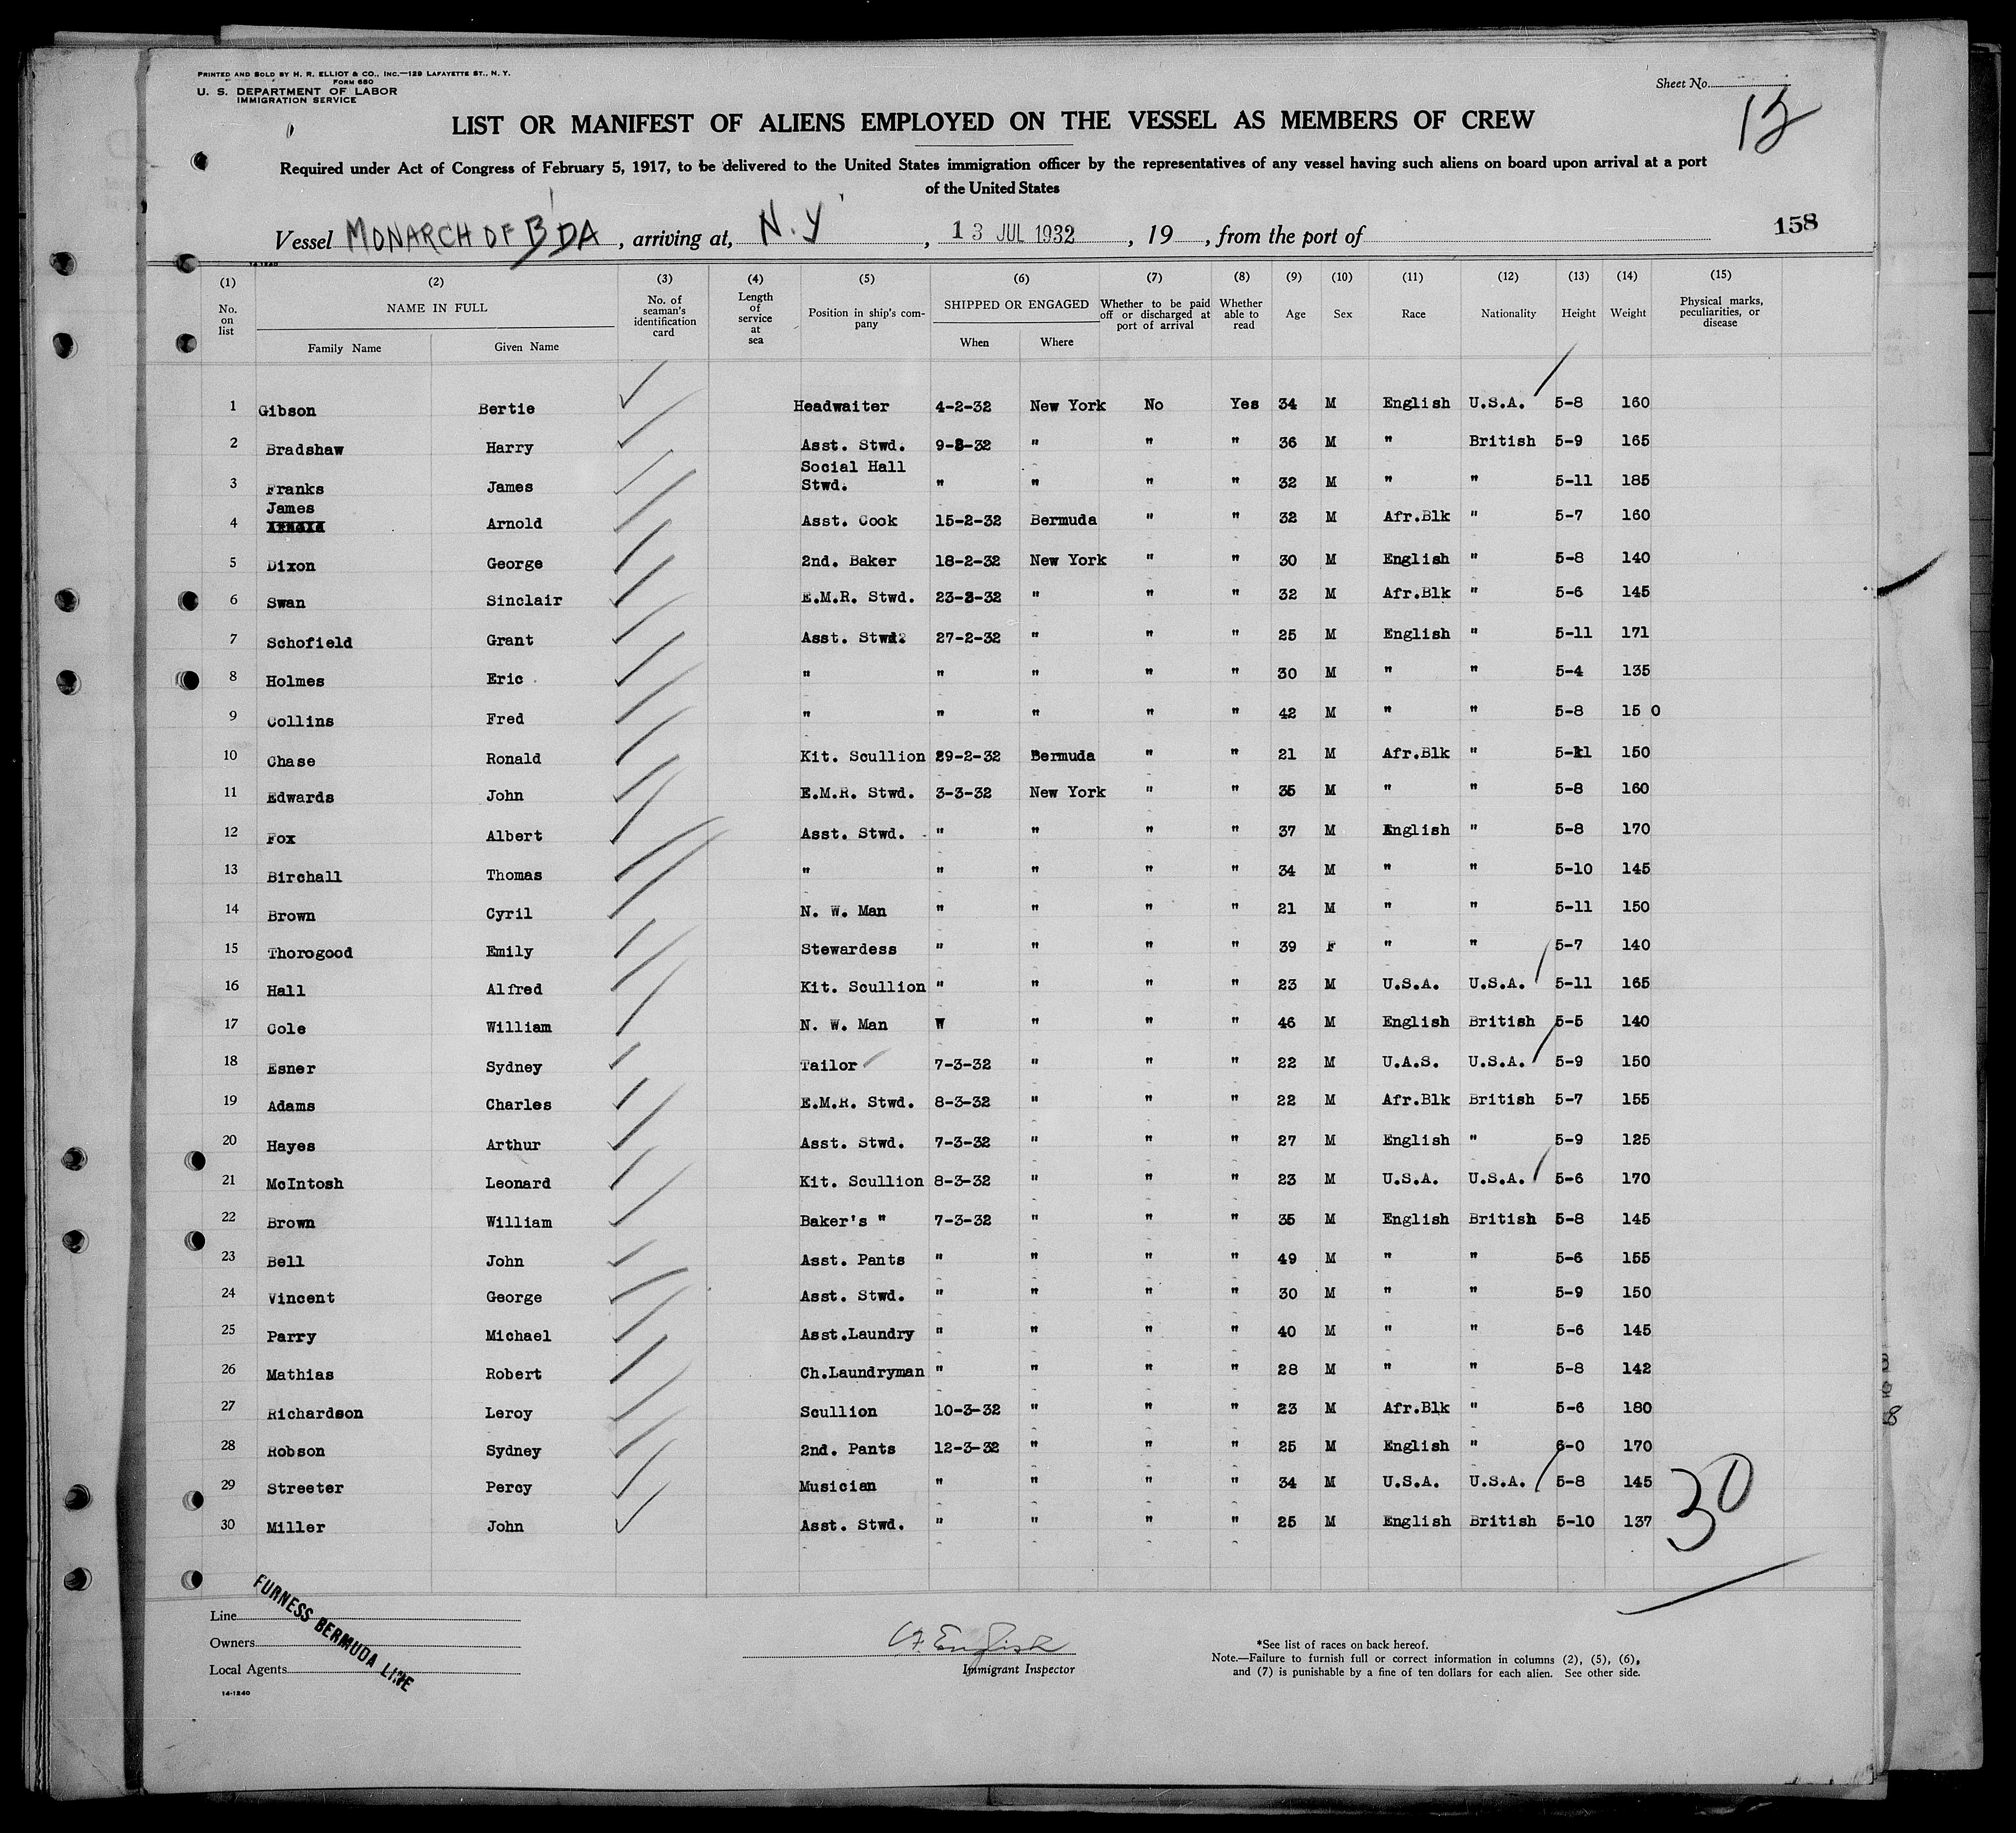 PRINTED AND SOLD BY H. R. ELLIOT & CO., INC.—129 LAFAYETTE ST., N. Y.
FORM 680
U. S. DEPARTMENT OF LABOR
IMMIGRATION SERVICE
Sheet No.
LIST OR MANIFEST OF ALIENS EMPLOYED ON THE VESSEL AS MEMBERS OF CREW
Required under Act of Congress of February 5, 1917, to be delivered to the United States immigration officer by the representatives of any vessel having such aliens on board upon arrival at a port
of the United States
Vessel MONARCH OF B'DA, arriving at, N.Y, 13 JUL 1932, 19 , from the port of
158
14-1240
(1) (2) (3) (4) (5) (6) (7) (8) (9) (10) (11) (12) (13) (14) (15)
No. on list NAME IN FULL Family Name Given Name No. of seaman's identification card Length of service at sea Position in ship's company SHIPPED OR ENGAGED When Where Whether to be paid off or discharged at port of arrival Whether able to read Age Sex Race Nationality Height Weight Physical marks, peculiarities, or disease
1 Gibson Bertie Headwaiter 4-2-32 New York No Yes 34 M English U.S.A. 5-8 160
2 Bradshaw Harry Asst. Stwd. 9-3-32 " " " 36 M " British 5-9 165
3 Franks James Social Hall Stwd. " " " " 32 M " " 5-11 185
James
4 Arnold Asst. Cook 15-2-32 Bermuda " " 32 M Afr.Blk " 5-7 160
5 Dixon George 2nd. Baker 18-2-32 New York " " 30 M English " 5-8 140
6 Swan Sinclair E.M.R. Stwd. 23-2-32 " " " 32 M Afr.Blk " 5-6 145
7 Schofield Grant Asst. Stwd. 27-2-32 " " " 25 M English " 5-11 171
8 Holmes Eric " " " " " 30 M " " 5-4 135
9 Collins Fred " " " " " 42 M " " 5-8 15 0
10 Chase Ronald Kit. Scullion 29-2-32 Bermuda " " 21 M Afr.Blk " 5-11 150
11 Edwards John E.M.R. Stwd. 3-3-32 New York " " 35 M " " 5-8 160
12 Fox Albert Asst. Stwd. " " " " 37 M English " 5-8 170
13 Birchall Thomas " " " " " 34 M " " 5-10 145
14 Brown Cyril N. W. Man " " " " 21 M " " 5-11 150
15 Thorogood Emily Stewardess " " " " 39 F " " 5-7 140
16 Hall Alfred Kit. Scullion " " " " 23 M U.S.A. U.S.A. 5-11 165
17 Cole William N. W. Man W " " " 46 M English British 5-5 140
18 Esner Sydney Tailor 7-3-32 " " " 22 M U.A.S. U.S.A. 5-9 150
19 Adams Charles E.M.R. Stwd. 8-3-32 " " " 22 M Afr.Blk British 5-7 155
20 Hayes Arthur Asst. Stwd. 7-3-32 " " " 27 M English " 5-9 125
21 McIntosh Leonard Kit. Scullion 8-3-32 " " " 23 M U.S.A. U.S.A. 5-6 170
22 Brown William Baker's " 7-3-32 " " " 35 M English British 5-8 145
23 Bell John Asst. Pants " " " " 49 M " " 5-6 155
24 Vincent George Asst. Stwd. " " " " 30 M " " 5-9 150
25 Parry Michael Asst.Laundry " " " " 40 M " " 5-6 145
26 Mathias Robert Ch.Laundryman " " " " 28 M " " 5-8 142
27 Richardson Leroy Scullion 10-3-32 " " " 23 M Afr.Blk " 5-6 180
28 Robson Sydney 2nd. Pants 12-3-32 " " " 25 M English " 6-0 170
29 Streeter Percy Musician " " " " 34 M U.S.A. U.S.A. 5-8 145
30 Miller John Asst. Stwd. " " " " 25 M English British 5-10 137
30
Line
Owners
Local Agents
FURNESS BERMUDA LINE
14-1240
English
Immigrant Inspector
*See list of races on back hereof.
Note.—Failure to furnish full or correct information in columns (2), (5), (6),
and (7) is punishable by a fine of ten dollars for each alien. See other side.